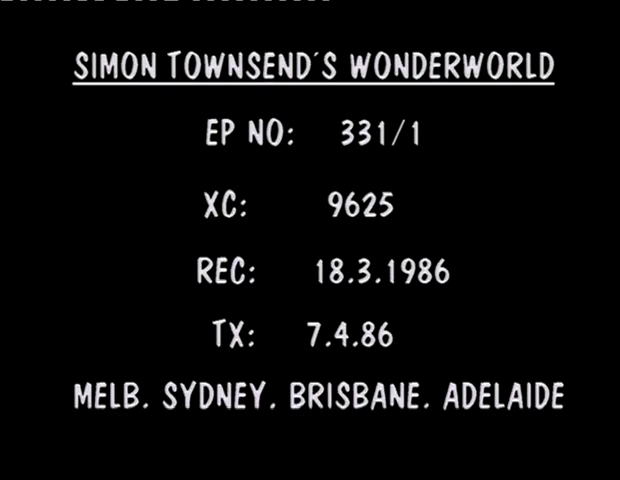 SIMON TOWNSEND'S WONDERWORLD
EP NO: 331/1
XC: 9625
REC: 18.3.1986
TX: 7.4.86
MELB. SYDNEY. BRISBANE. ADELAIDE